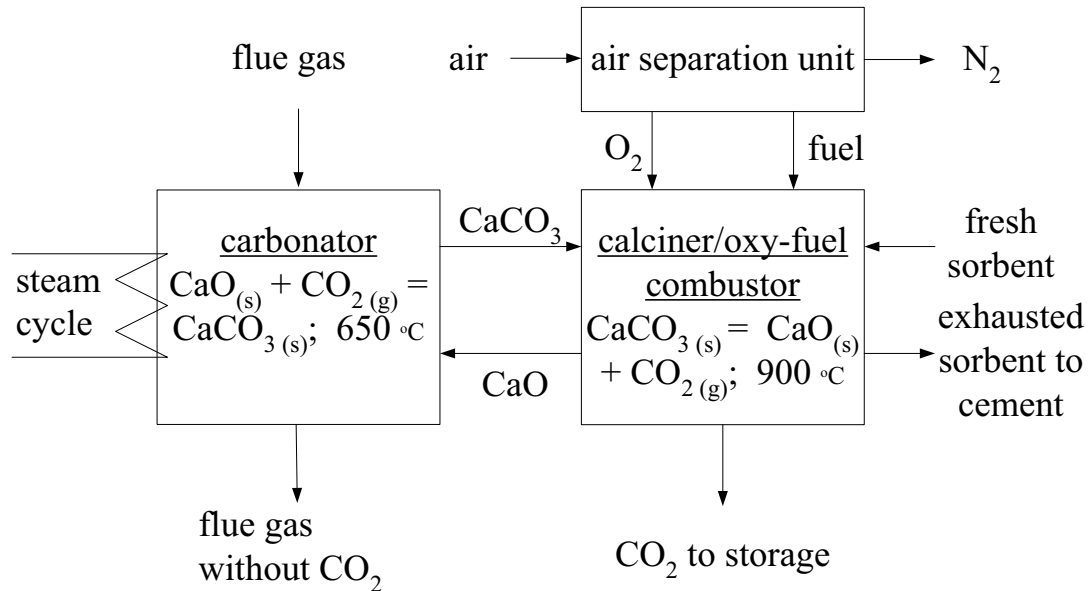 flue gas
air
air separation unit
N₂
O₂
fuel
carbonator
CaO(s) + CO₂ (g) =
CaCO₃ (s); 650 °C
steam
cycle
CaCO₃
CaO
calciner/oxy-fuel
combustor
CaCO₃ (s) = CaO(s)
+ CO₂ (g); 900 °C
fresh
sorbent
exhausted
sorbent to
cement
flue gas
without CO₂
CO₂ to storage